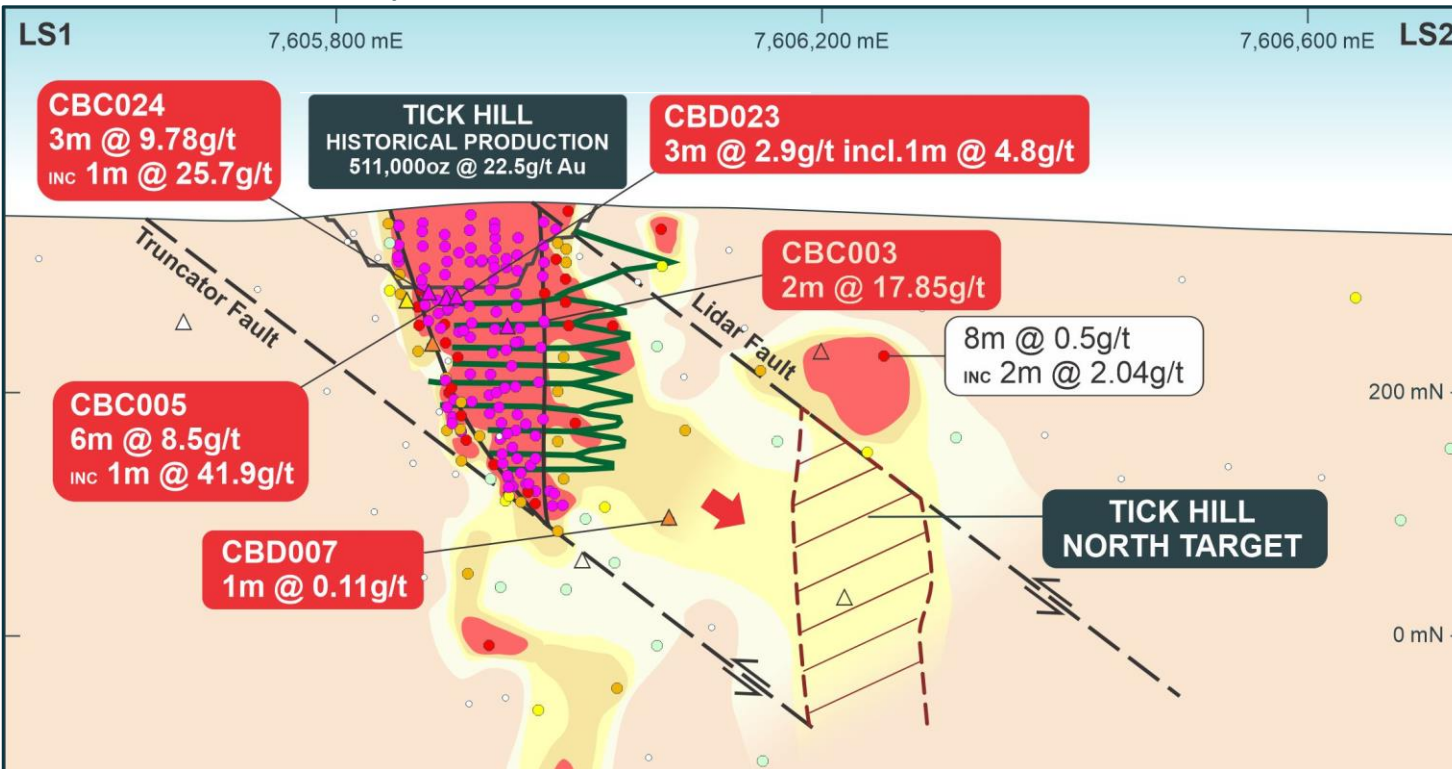 LS1
7,605,800 mE
7,606,200 mE
7,606,600 mE
LS2
CBC024
3m @ 9.78g/t
INC 1m @ 25.7g/t
TICK HILL
HISTORICAL PRODUCTION
511,000oz @ 22.5g/t Au
CBD023
3m @ 2.9g/t incl.1m @ 4.8g/t
Truncator Fault
CBC003
2m @ 17.85g/t
Lidar Fault
8m @ 0.5g/t
INC 2m @ 2.04g/t
200 mN
CBC005
6m @ 8.5g/t
INC 1m @ 41.9g/t
TICK HILL
NORTH TARGET
CBD007
1m @ 0.11g/t
0 mN